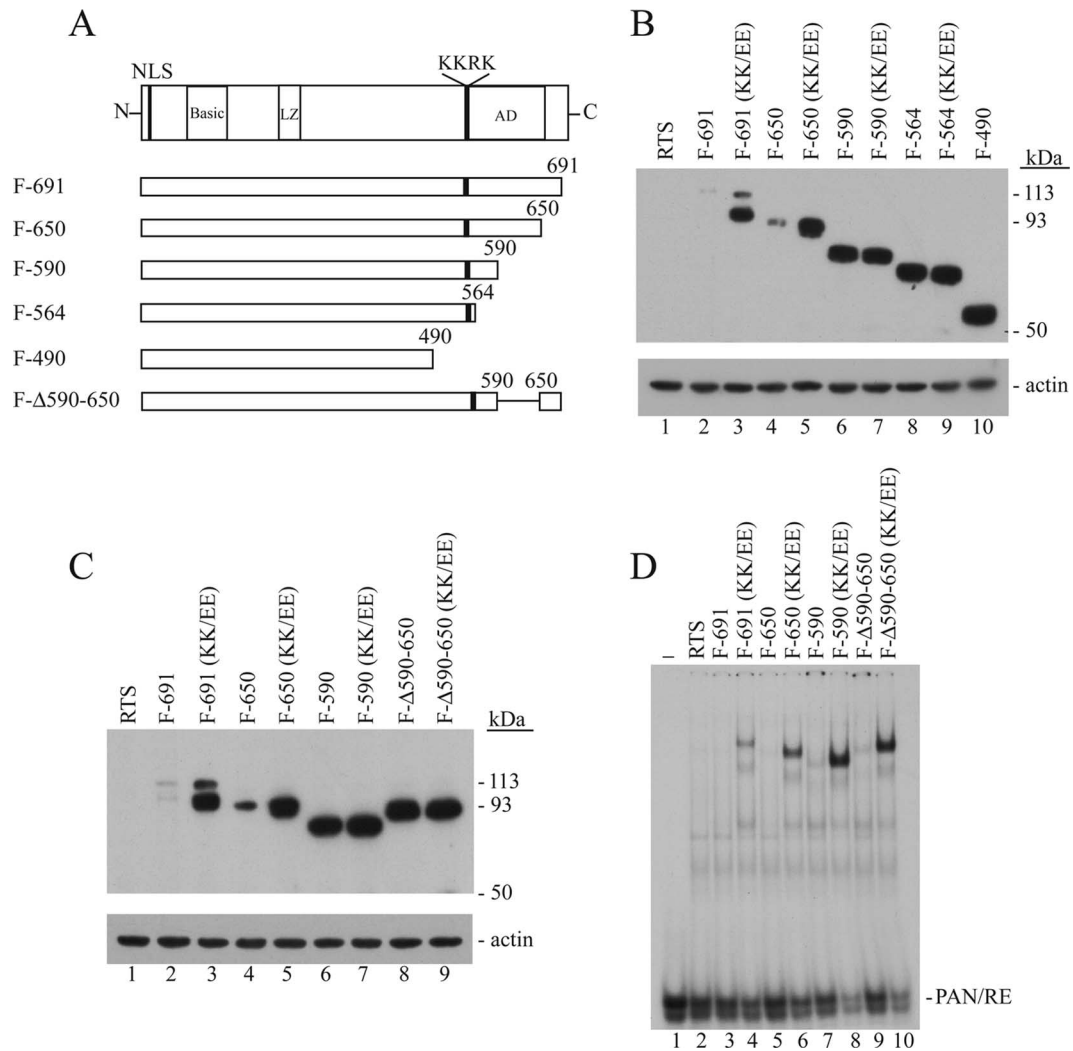 A
NLS
KKRK
N
Basic
LZ
AD
C
F-691
691
F-650
650
F-590
590
F-564
564
F-490
490
F-Δ590-650
590
650
B
RTS
F-691
F-691 (KK/EE)
F-650
F-650 (KK/EE)
F-590
F-590 (KK/EE)
F-564
F-564 (KK/EE)
F-490
kDa
- 113
- 93
- 50
- actin
1 2 3 4 5 6 7 8 9 10
C
RTS
F-691
F-691 (KK/EE)
F-650
F-650 (KK/EE)
F-590
F-590 (KK/EE)
F-Δ590-650
F-Δ590-650 (KK/EE)
kDa
- 113
- 93
- 50
- actin
1 2 3 4 5 6 7 8 9
D
–
RTS
F-691
F-691 (KK/EE)
F-650
F-650 (KK/EE)
F-590
F-590 (KK/EE)
F-Δ590-650
F-Δ590-650 (KK/EE)
-PAN/RE
1 2 3 4 5 6 7 8 9 10